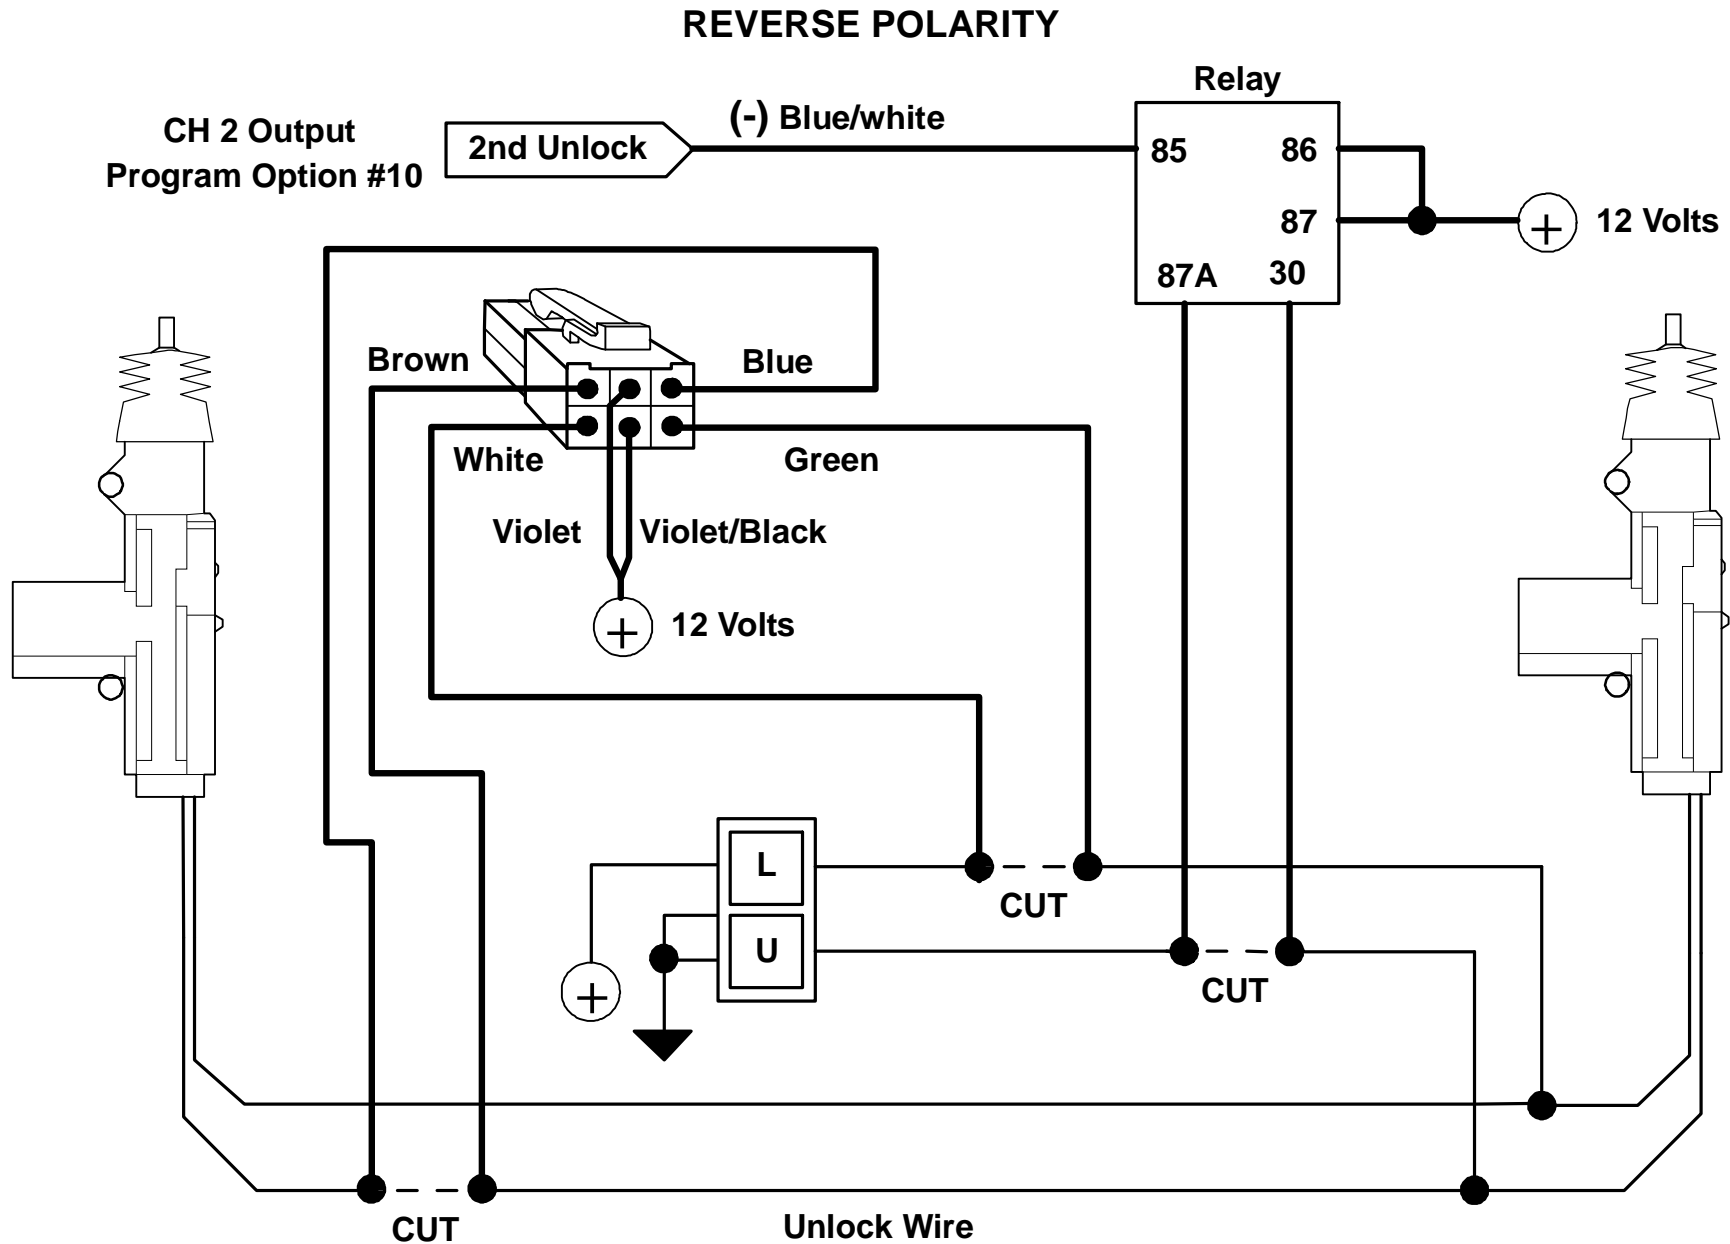 REVERSE POLARITY
Relay
CH 2 Output
Program Option #10
2nd Unlock
(-) Blue/white
85
86
87
87A
30
+
12 Volts
Brown
Blue
White
Green
Violet
Violet/Black
+
12 Volts
L
CUT
U
CUT
+
CUT
Unlock Wire